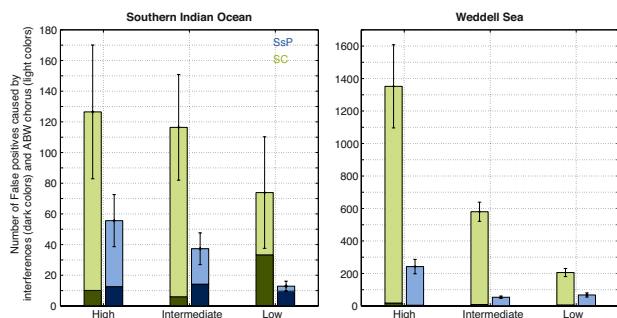 Southern Indian Ocean
Weddell Sea
Number of False positives caused by
interferences (dark colors) and ABW chorus (light colors)
180
160
140
120
100
80
60
40
20
0
SsP
SC
High
Intermediate
Low
1600
1400
1200
1000
800
600
400
200
0
High
Intermediate
Low